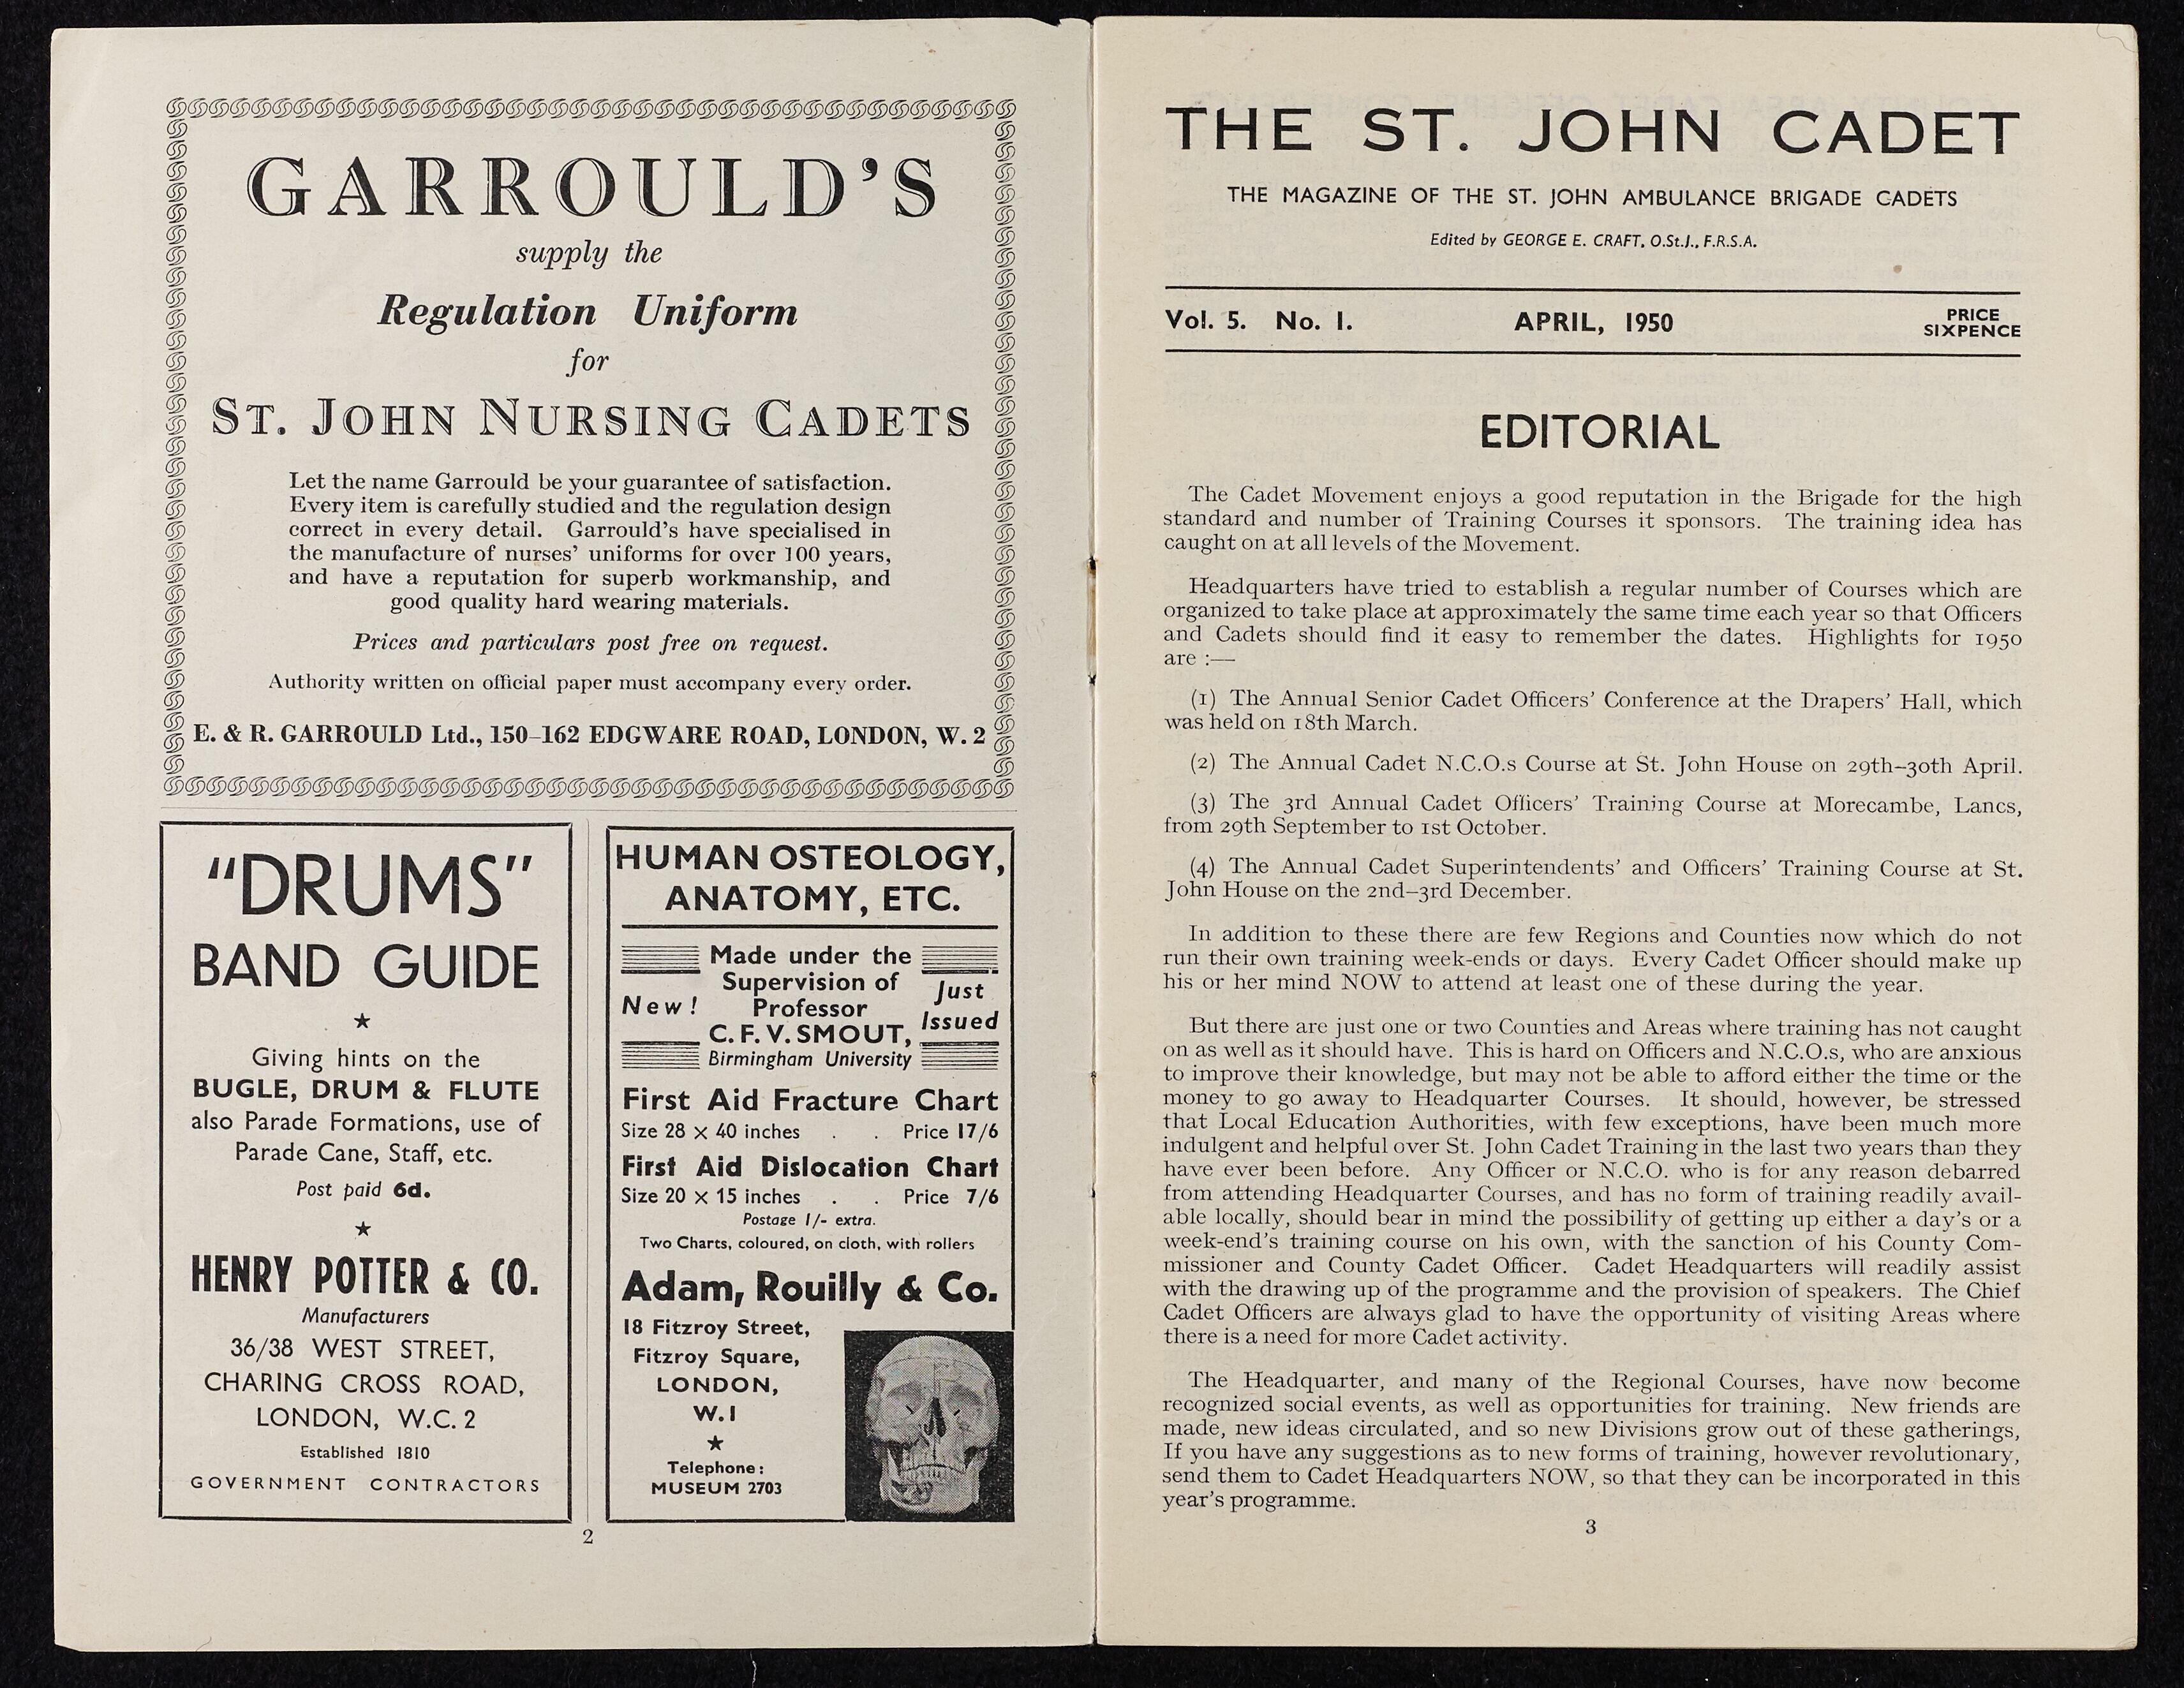 GARROULD'S
supply the
Regulation Uniform
for
ST. JOHN NURSING CADETS
Let the name Garrould be your guarantee of satisfaction.
Every item is carefully studied and the regulation design
correct in every detail. Garrould's have specialised in
the manufacture of nurses' uniforms for over 100 years,
and have a reputation for superb workmanship, and
good quality hard wearing materials.
Prices and particulars post free on request.
Authority written on official paper must accompany every order.
E. & R. GARROULD Ltd., 150–162 EDGWARE ROAD, LONDON, W. 2
"DRUMS"
BAND GUIDE
★
Giving hints on the
BUGLE, DRUM & FLUTE
also Parade Formations, use of
Parade Cane, Staff, etc.
Post paid 6d.
★
HENRY POTTER & CO.
Manufacturers
36/38 WEST STREET,
CHARING CROSS ROAD,
LONDON, W.C. 2
Established 1810
GOVERNMENT CONTRACTORS
HUMAN OSTEOLOGY,
ANATOMY, ETC.
New!
Made under the
Supervision of
Professor
C. F. V. SMOUT,
Birmingham University
Just
Issued
First Aid Fracture Chart
Size 28 × 40 inches . . Price 17/6
First Aid Dislocation Chart
Size 20 × 15 inches . . Price 7/6
Postage 1/- extra.
Two Charts, coloured, on cloth, with rollers
Adam, Rouilly & Co.
18 Fitzroy Street,
Fitzroy Square,
LONDON,
W.1
★
Telephone:
MUSEUM 2703
2
THE ST. JOHN CADET
THE MAGAZINE OF THE ST. JOHN AMBULANCE BRIGADE CADETS
Edited by GEORGE E. CRAFT, O.St.J., F.R.S.A.
Vol. 5. No. 1. APRIL, 1950 PRICE
SIXPENCE
EDITORIAL
The Cadet Movement enjoys a good reputation in the Brigade for the high
standard and number of Training Courses it sponsors. The training idea has
caught on at all levels of the Movement.
Headquarters have tried to establish a regular number of Courses which are
organized to take place at approximately the same time each year so that Officers
and Cadets should find it easy to remember the dates. Highlights for 1950
are :—
(1) The Annual Senior Cadet Officers' Conference at the Drapers' Hall, which
was held on 18th March.
(2) The Annual Cadet N.C.O.s Course at St. John House on 29th–30th April.
(3) The 3rd Annual Cadet Officers' Training Course at Morecambe, Lancs,
from 29th September to 1st October.
(4) The Annual Cadet Superintendents' and Officers' Training Course at St.
John House on the 2nd–3rd December.
In addition to these there are few Regions and Counties now which do not
run their own training week-ends or days. Every Cadet Officer should make up
his or her mind NOW to attend at least one of these during the year.
But there are just one or two Counties and Areas where training has not caught
on as well as it should have. This is hard on Officers and N.C.O.s, who are anxious
to improve their knowledge, but may not be able to afford either the time or the
money to go away to Headquarter Courses. It should, however, be stressed
that Local Education Authorities, with few exceptions, have been much more
indulgent and helpful over St. John Cadet Training in the last two years than they
have ever been before. Any Officer or N.C.O. who is for any reason debarred
from attending Headquarter Courses, and has no form of training readily avail-
able locally, should bear in mind the possibility of getting up either a day's or a
week-end's training course on his own, with the sanction of his County Com-
missioner and County Cadet Officer. Cadet Headquarters will readily assist
with the drawing up of the programme and the provision of speakers. The Chief
Cadet Officers are always glad to have the opportunity of visiting Areas where
there is a need for more Cadet activity.
The Headquarter, and many of the Regional Courses, have now become
recognized social events, as well as opportunities for training. New friends are
made, new ideas circulated, and so new Divisions grow out of these gatherings,
If you have any suggestions as to new forms of training, however revolutionary,
send them to Cadet Headquarters NOW, so that they can be incorporated in this
year's programme.
3